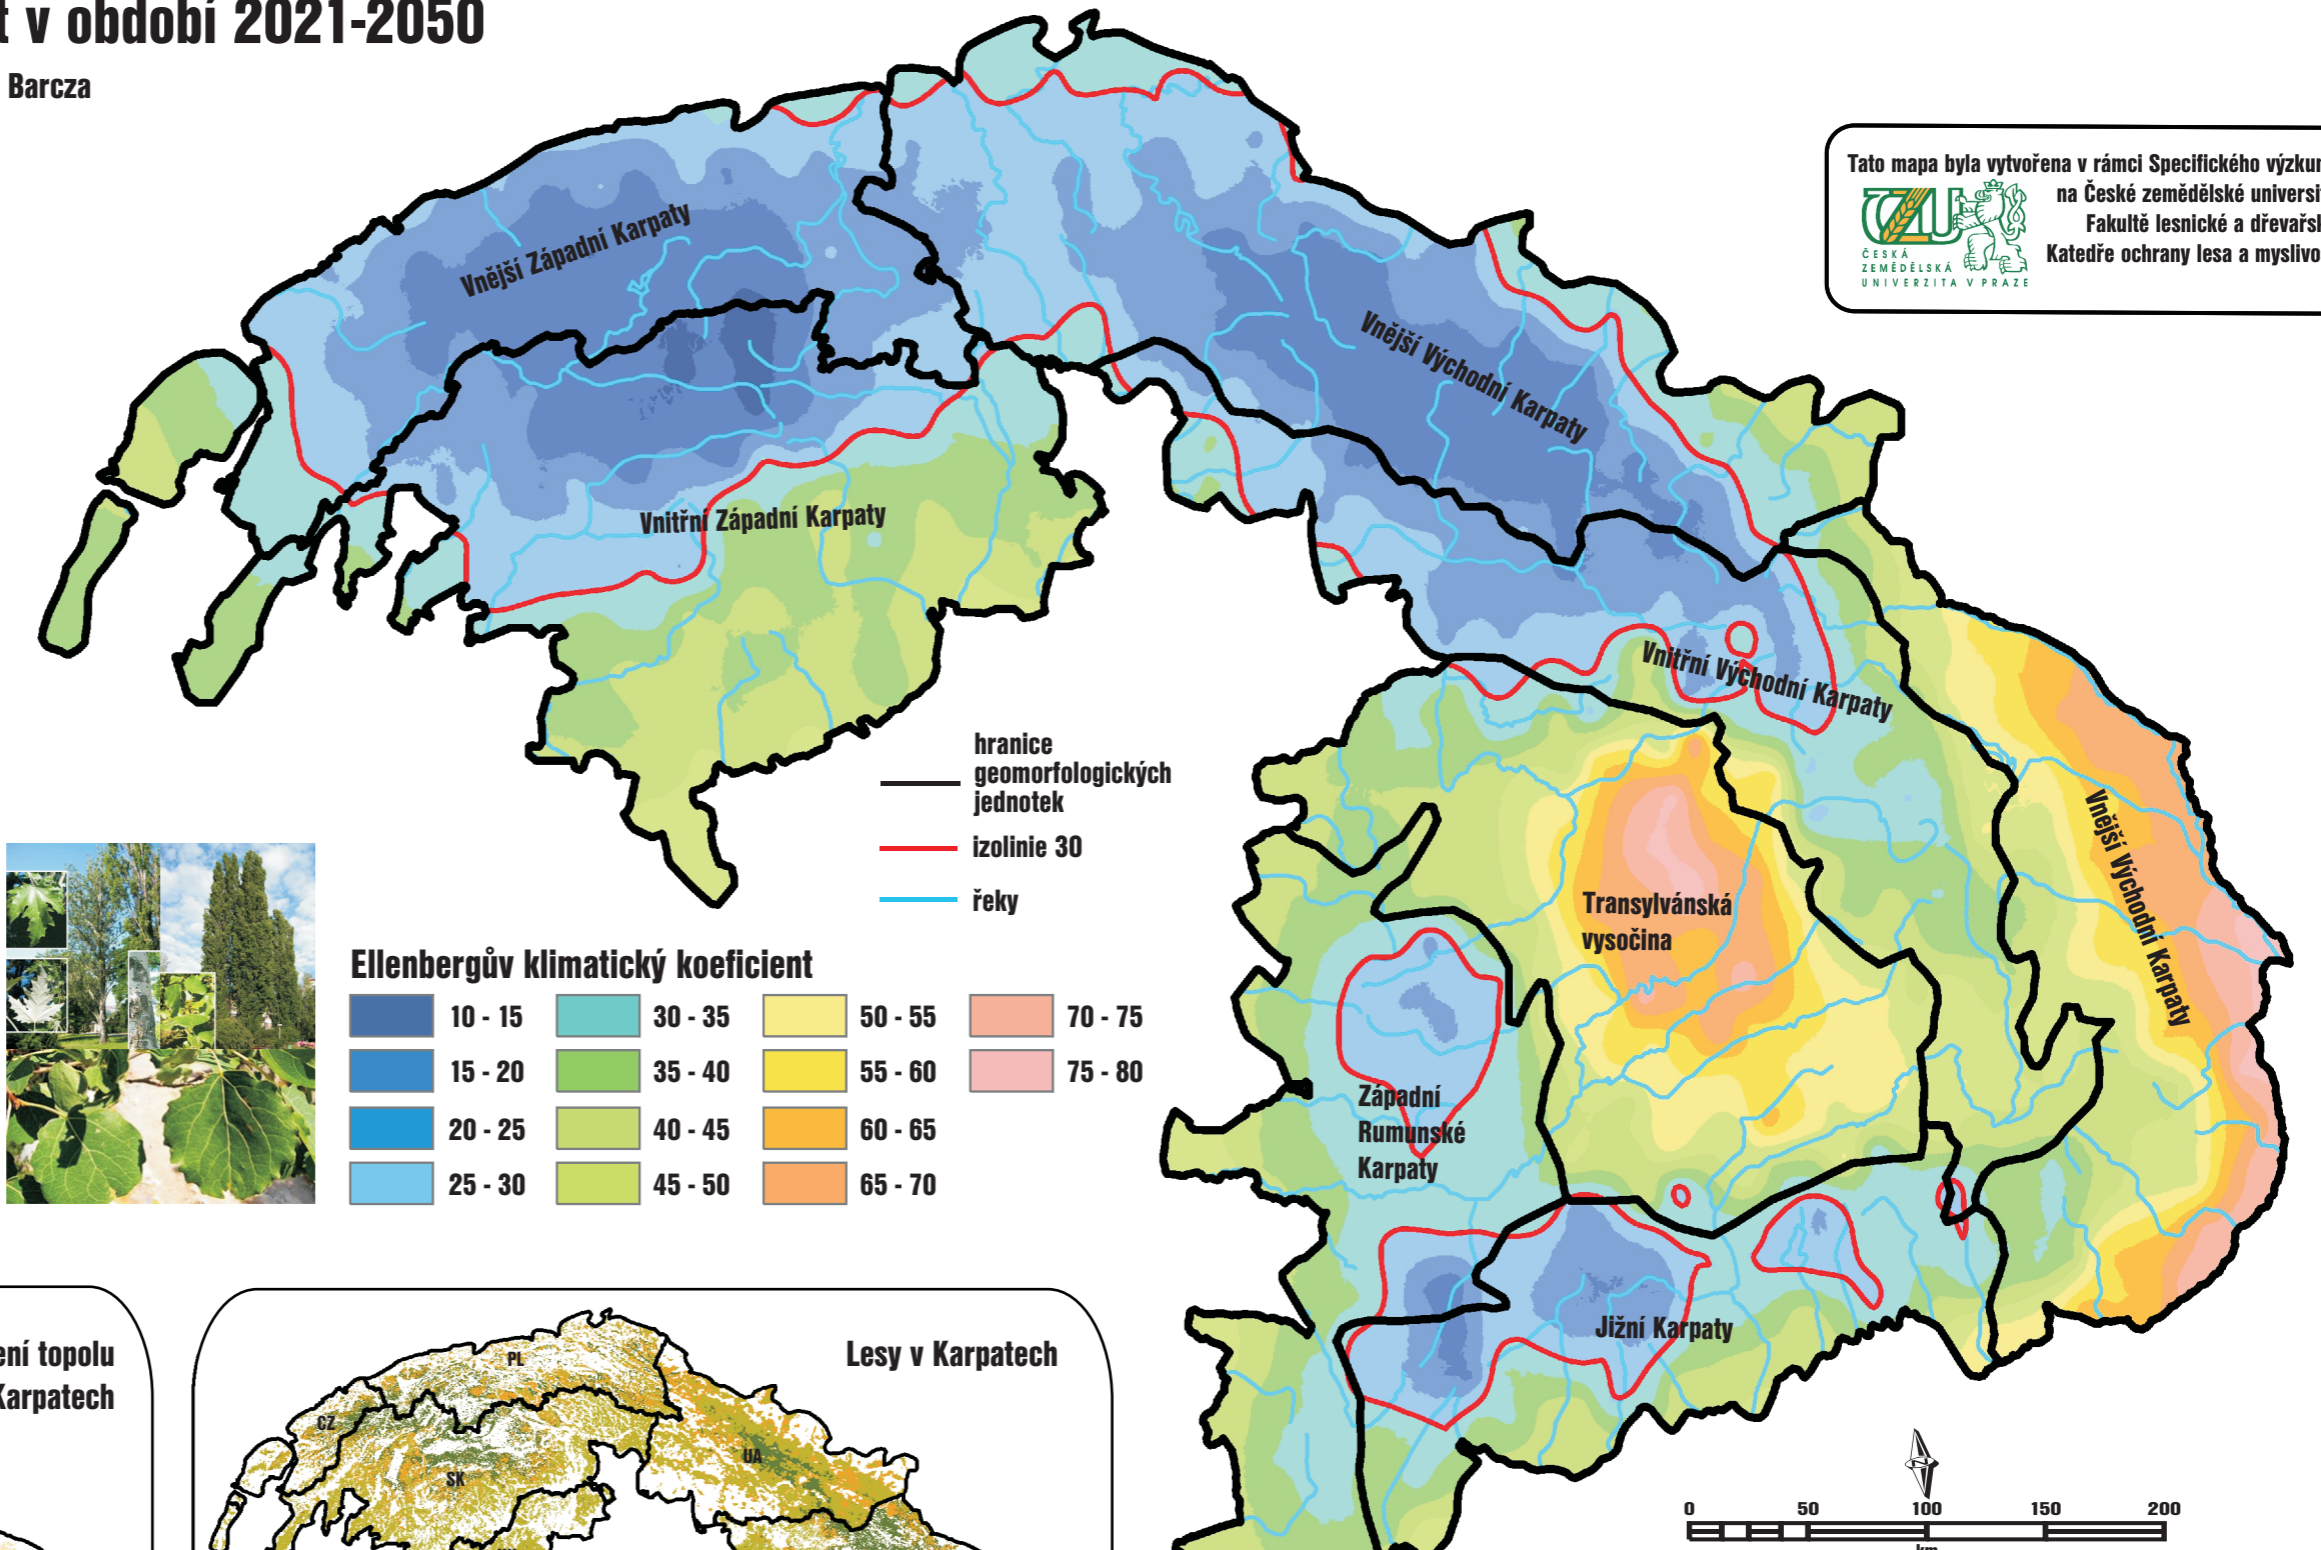 t v období 2021-2050
Barcza
Tato mapa byla vytvořena v rámci Specifického
na České zemědělské
Fakultě lesnické a
Katedře ochrany lesa a
ČZU
ČESKÁ
ZEMĚDĚLSKÁ
UNIVERZITA V PRAZE
Vnější Západní Karpaty
Vnější Východní Karpaty
Vnitřní Západní Karpaty
Vnitřní Východní Karpaty
Vnější Východní Karpaty
Transylvánská
vysočina
Západní
Rumunské
Karpaty
Jižní Karpaty
hranice
geomorfologických
jednotek
izolinie 30
řeky
Ellenbergův klimatický koeficient
10 - 15
15 - 20
20 - 25
25 - 30
30 - 35
35 - 40
40 - 45
45 - 50
50 - 55
55 - 60
60 - 65
65 - 70
70 - 75
75 - 80
ení topolu
Karpatech
Lesy v Karpatech
PL
CZ
SK
UA
0 50 100 150 200
km